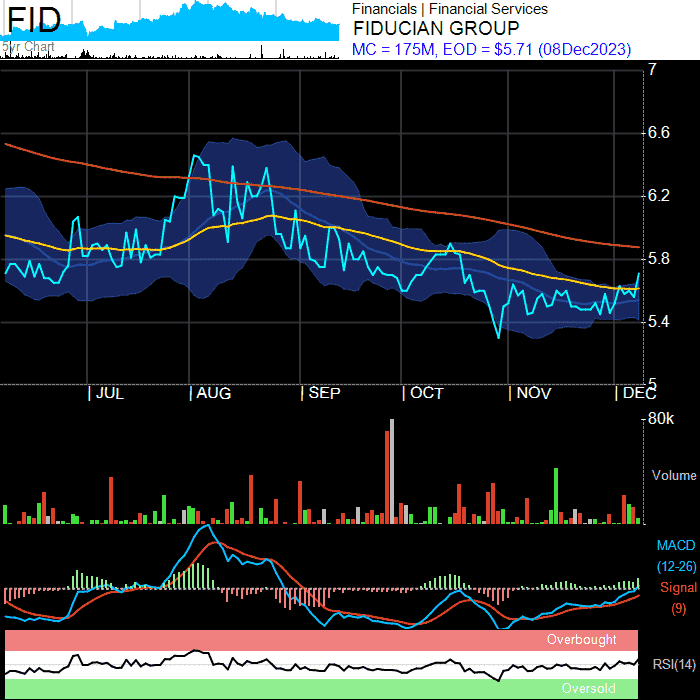 FID
5yr Chart
Financials | Financial Services
FIDUCIAN GROUP
MC = 175M, EOD = $5.71 (08Dec2023)
7
6.6
6.2
5.8
5.4
5
JUL AUG SEP OCT NOV DEC
80k
Volume
MACD
(12-26)
Signal
(9)
Overbought
RSI(14)
Oversold